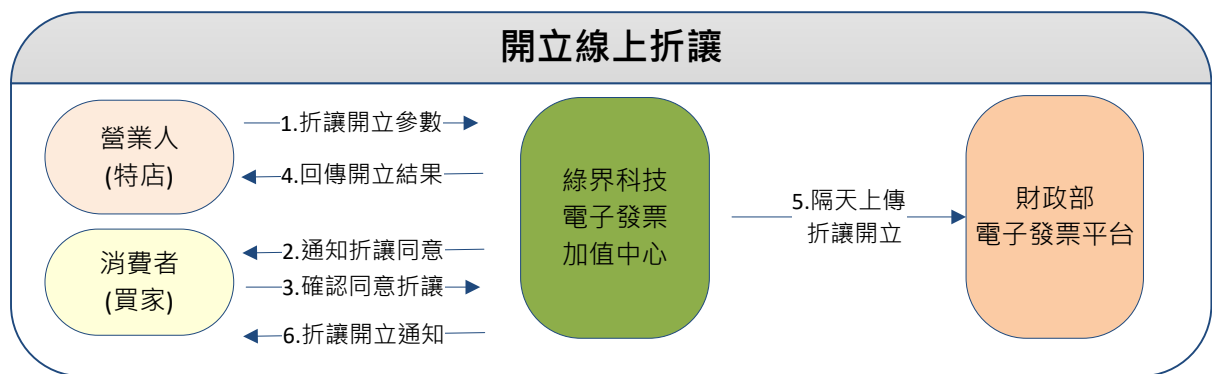 開立線上折讓
營業人
(特店)
1.折讓開立參數
4.回傳開立結果
消費者
(買家)
2.通知折讓同意
3.確認同意折讓
6.折讓開立通知
綠界科技
電子發票
加值中心
5.隔天上傳
折讓開立
財政部
電子發票平台